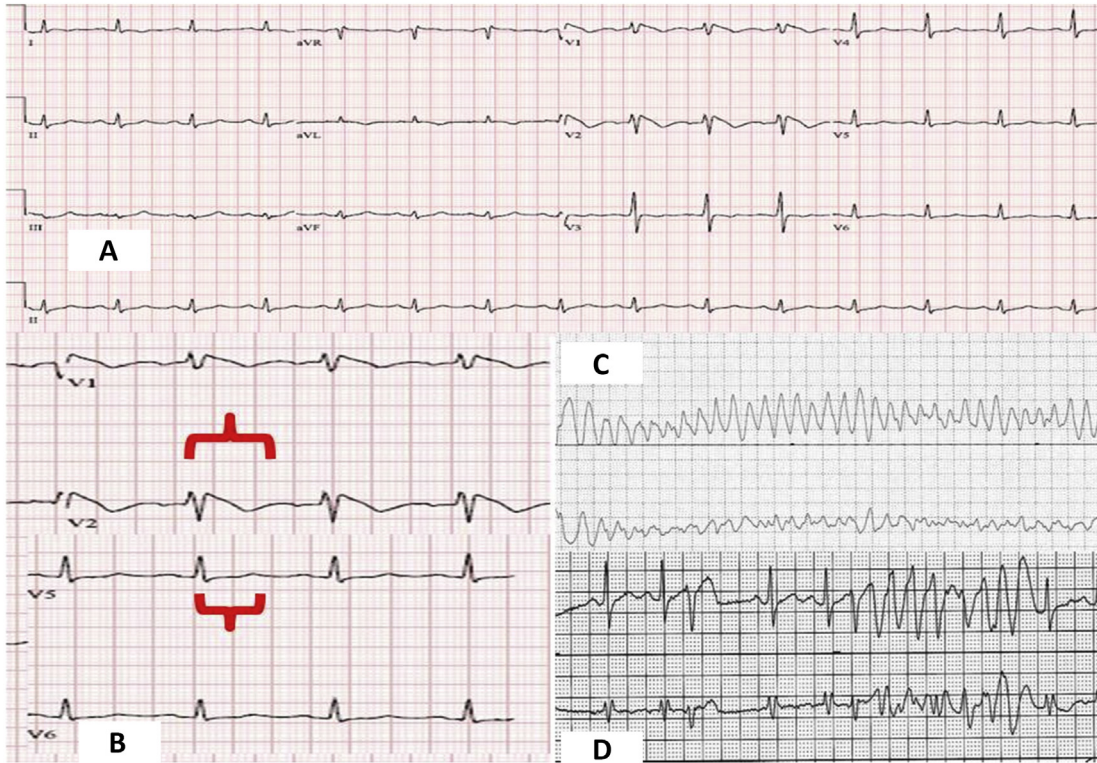 I aVR V1 V4
II aVL V2 V5
III aVF V3 V6
A
II
V1
C
V2
V5
V6
B
D